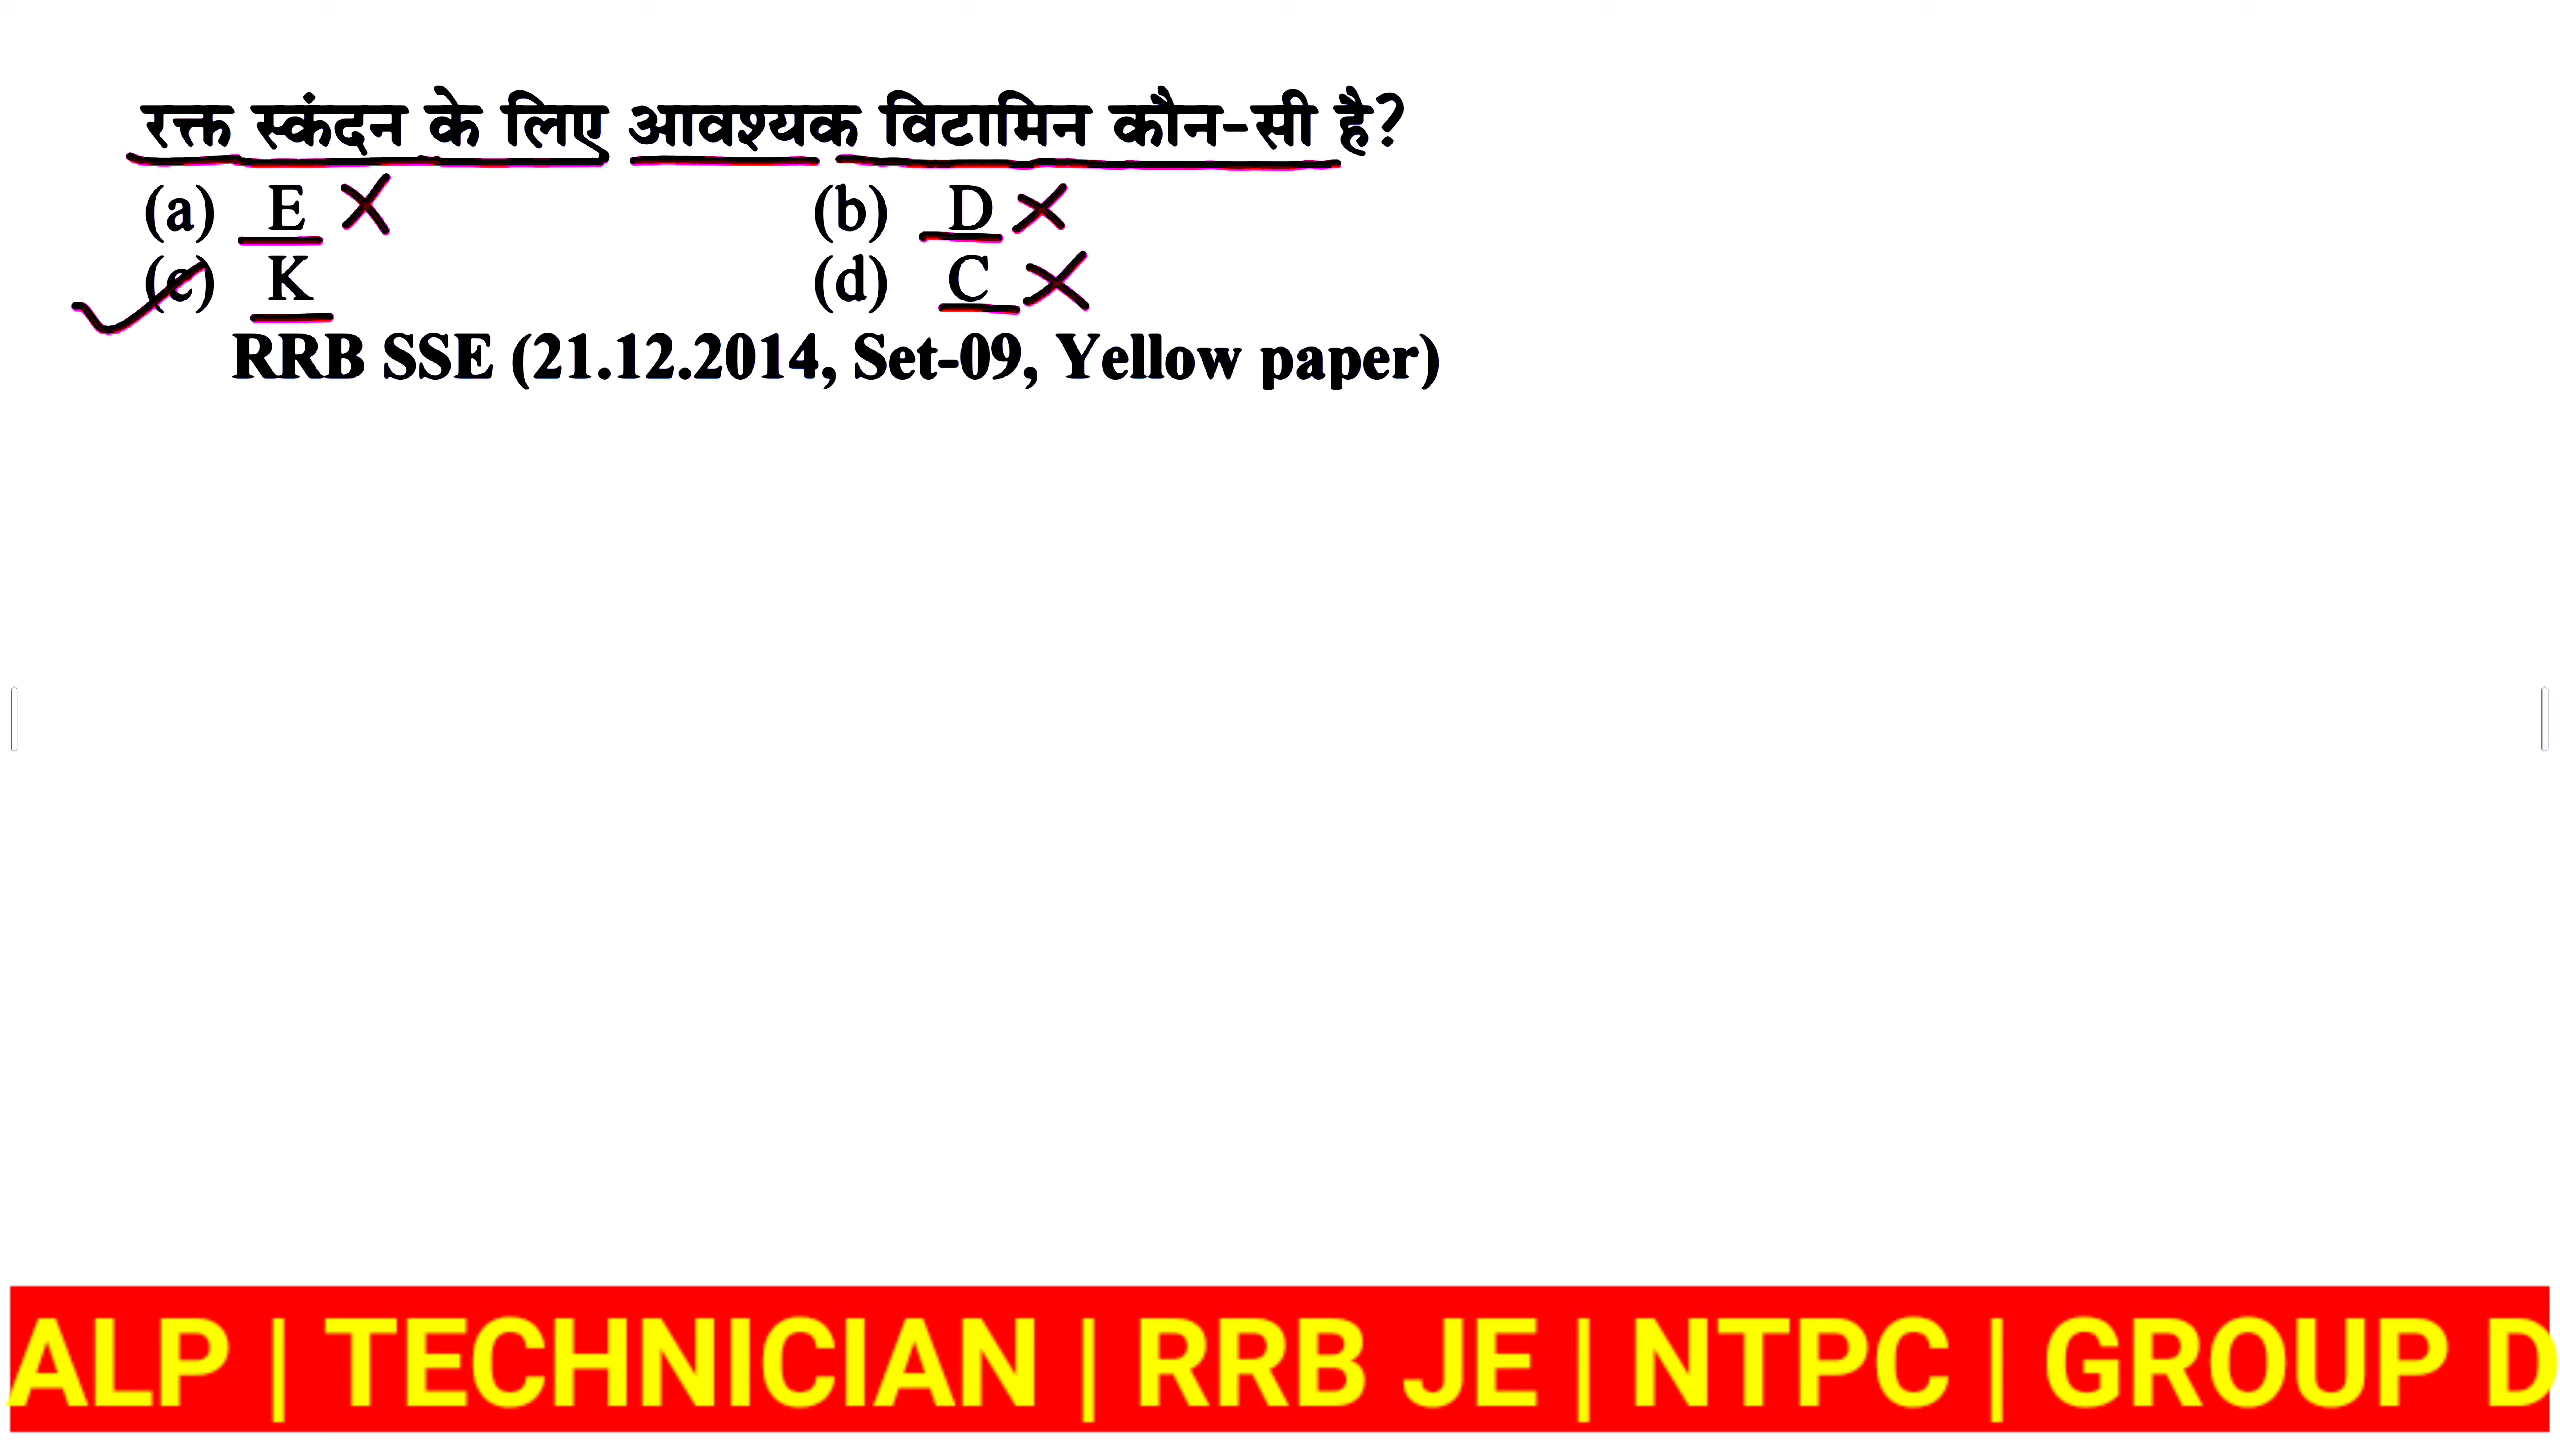 रक्त स्कंदन के लिए आवश्यक विटामिन कौन-सी है?
(a) E (b) D
(c) K (d) C
RRB SSE (21.12.2014, Set-09, Yellow paper)
ALP | TECHNICIAN | RRB JE | NTPC | GROUP D